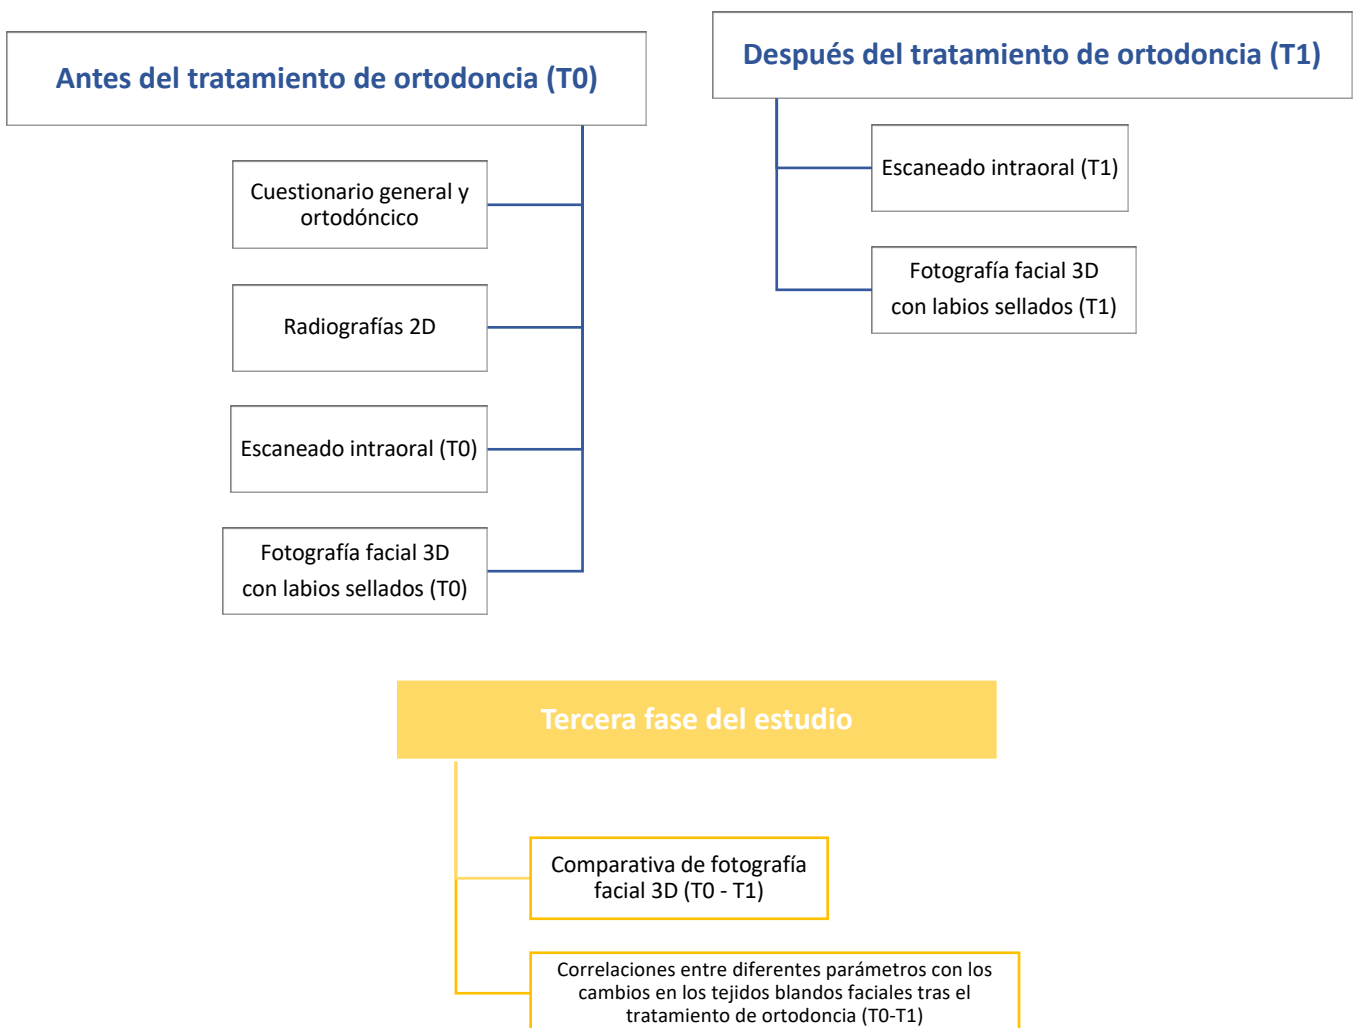 Antes del tratamiento de ortodoncia (T0)
Cuestionario general y
ortodóncico
Radiografías 2D
Escaneado intraoral (T0)
Fotografía facial 3D
con labios sellados (T0)
Después del tratamiento de ortodoncia (T1)
Escaneado intraoral (T1)
Fotografía facial 3D
con labios sellados (T1)
Tercera fase del estudio
Comparativa de fotografía
facial 3D (T0 - T1)
Correlaciones entre diferentes parámetros con los
cambios en los tejidos blandos faciales tras el
tratamiento de ortodoncia (T0-T1)